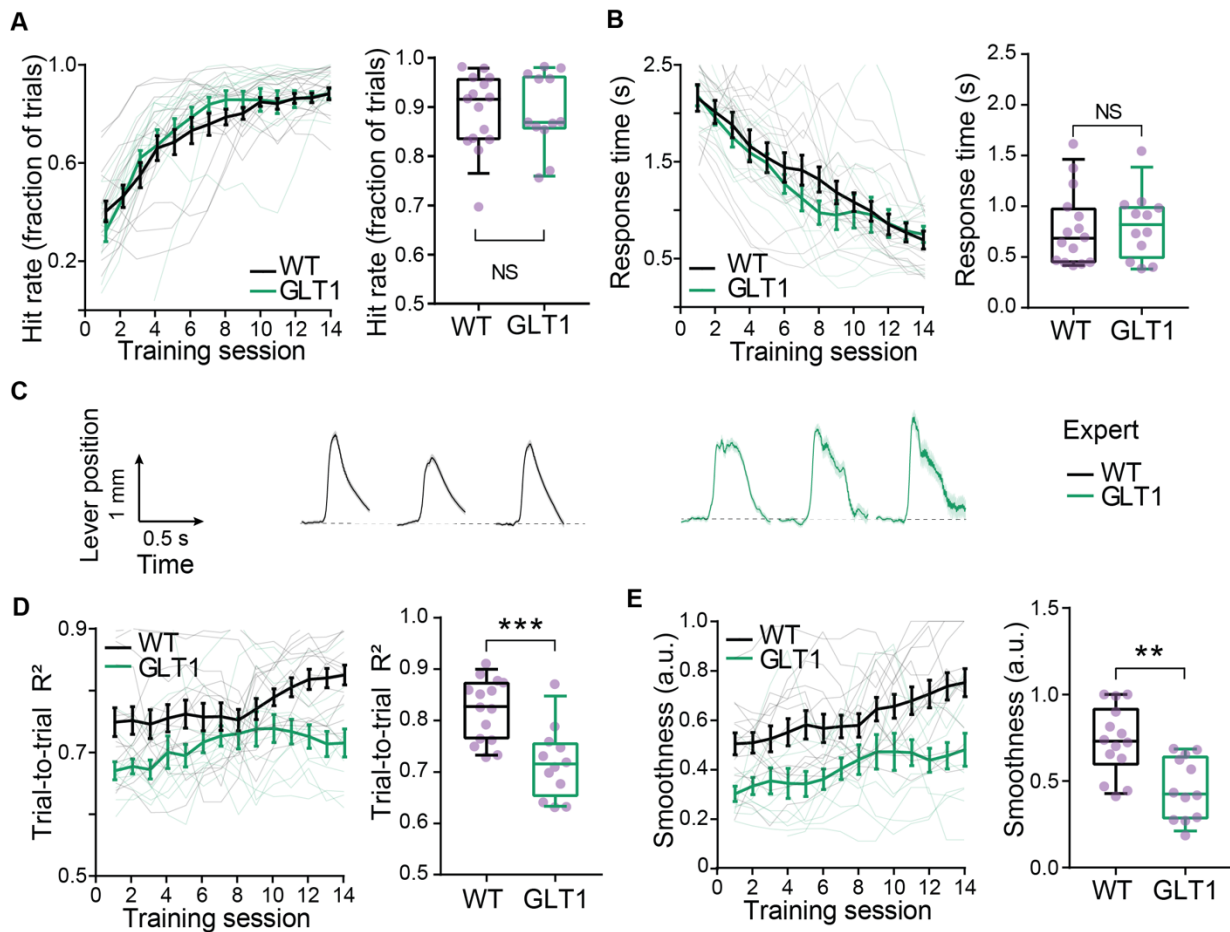 A
Hit rate (fraction of trials)
1.0
0.6
0.2
0 2 4 6 8 10 12 14
Training session
WT
GLT1
Hit rate (fraction of trials)
1.0
0.9
0.8
0.7
0.6
0.5
NS
WT GLT1
B
Response time (s)
2.5
1.5
0.5
0 2 4 6 8 10 12 14
Training session
WT
GLT1
Response time (s)
2.5
2.0
1.5
1.0
0.5
0.0
NS
WT GLT1
C
Lever position
1 mm
0.5 s
Time
Expert
WT
GLT1
D
Trial-to-trial R²
0.9
0.7
0.5
0 2 4 6 8 10 12 14
Training session
WT
GLT1
Trial-to-trial R²
1.0
0.9
0.8
0.7
0.6
0.5
***
WT GLT1
E
Smoothness (a.u.)
1.0
0.8
0.6
0.4
0.2
0
0 2 4 6 8 10 12 14
Training session
WT
GLT1
Smoothness (a.u.)
1.5
1.0
0.5
0.0
**
WT GLT1